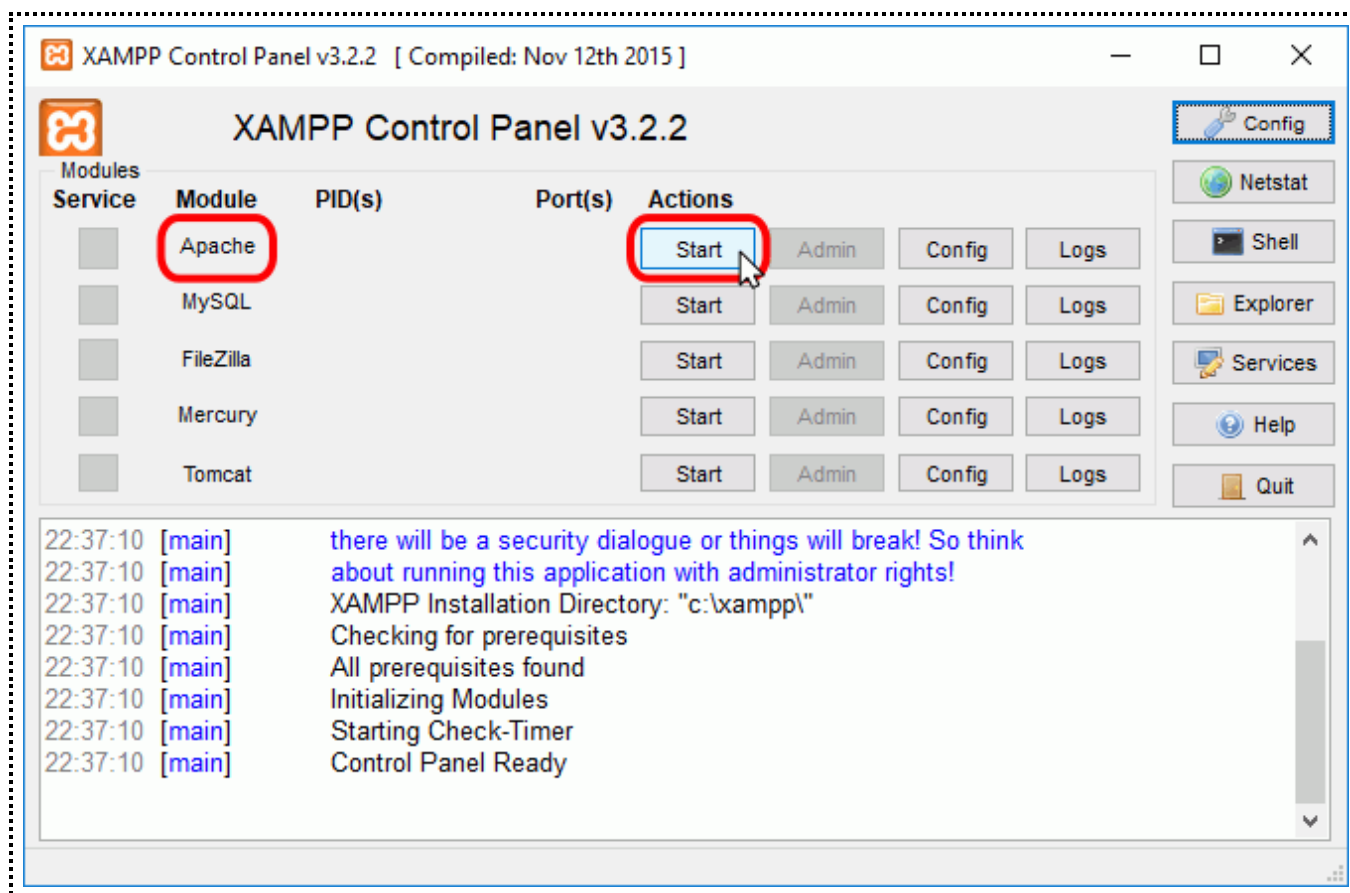 XAMPP Control Panel v3.2.2 [ Compiled: Nov 12th 2015 ]
XAMPP Control Panel v3.2.2
Config
Modules
Service Module PID(s) Port(s) Actions
Netstat
Apache Start Admin Config Logs
Shell
MySQL Start Admin Config Logs
Explorer
FileZilla Start Admin Config Logs
Services
Mercury Start Admin Config Logs
Help
Tomcat Start Admin Config Logs
Quit
22:37:10 [main] there will be a security dialogue or things will break! So think
22:37:10 [main] about running this application with administrator rights!
22:37:10 [main] XAMPP Installation Directory: "c:\xampp\"
22:37:10 [main] Checking for prerequisites
22:37:10 [main] All prerequisites found
22:37:10 [main] Initializing Modules
22:37:10 [main] Starting Check-Timer
22:37:10 [main] Control Panel Ready